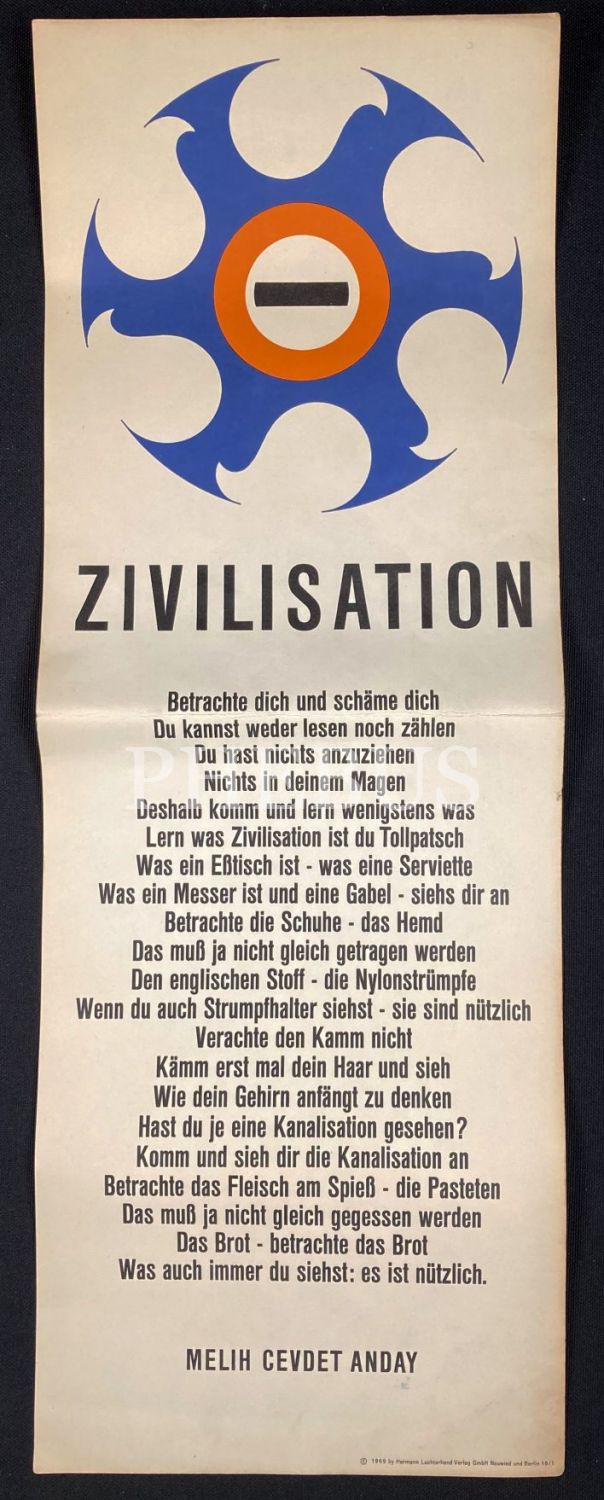 ZIVILISATION
Betrachte dich und schäme dich
Du kannst weder lesen noch zählen
Du hast nichts anzuziehen
Nichts in deinem Magen
Deshalb komm und lern wenigstens was
Lern was Zivilisation ist du Tollpatsch
Was ein Eßtisch ist - was eine Serviette
Was ein Messer ist und eine Gabel - siehs dir an
Betrachte die Schuhe - das Hemd
Das muß ja nicht gleich getragen werden
Den englischen Stoff - die Nylonstrümpfe
Wenn du auch Strumpfhalter siehst - sie sind nützlich
Verachte den Kamm nicht
Kämm erst mal dein Haar und sieh
Wie dein Gehirn anfängt zu denken
Hast du je eine Kanalisation gesehen?
Komm und sieh dir die Kanalisation an
Betrachte das Fleisch am Spieß - die Pasteten
Das muß ja nicht gleich gegessen werden
Das Brot - betrachte das Brot
Was auch immer du siehst: es ist nützlich.
MELIH CEVDET ANDAY
© 1969 by Hermann Luchterhand Verlag GmbH Neuwied und Berlin 16/1